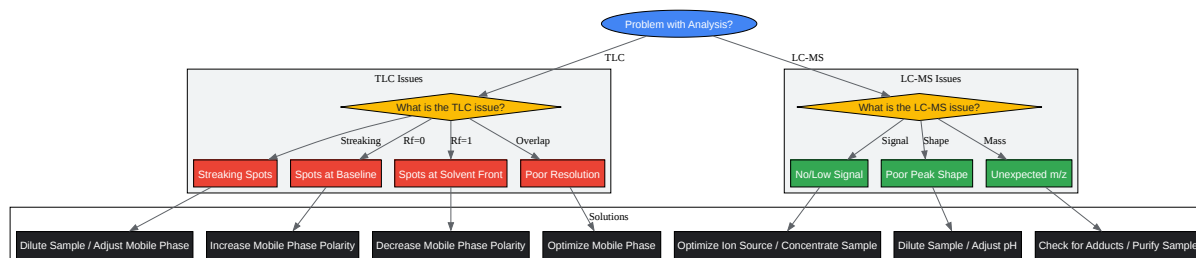 Problem with Analysis?
TLC
LC-MS
TLC Issues
LC-MS Issues
What is the TLC issue?
What is the LC-MS issue?
Streaking
Rf=0
Rf=1
Overlap
Signal
Shape
Mass
Streaking Spots
Spots at Baseline
Spots at Solvent Front
Poor Resolution
No/Low Signal
Poor Peak Shape
Unexpected m/z
Solutions
Dilute Sample / Adjust Mobile Phase
Increase Mobile Phase Polarity
Decrease Mobile Phase Polarity
Optimize Mobile Phase
Optimize Ion Source / Concentrate Sample
Dilute Sample / Adjust pH
Check for Adducts / Purify Sample